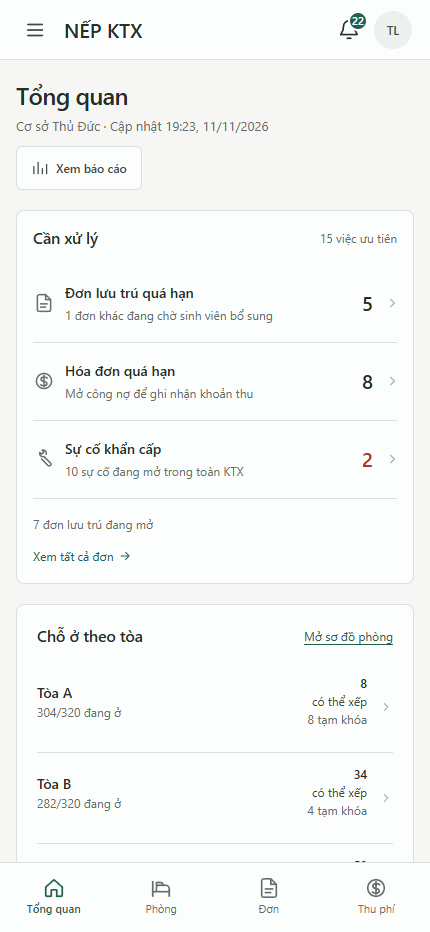 NẾP KTX
22
TL
Tổng quan
Cơ sở Thủ Đức · Cập nhật 19:23, 11/11/2026
Xem báo cáo
Cần xử lý
15 việc ưu tiên
Đơn lưu trú quá hạn
1 đơn khác đang chờ sinh viên bổ sung
5
Hóa đơn quá hạn
Mở công nợ để ghi nhận khoản thu
8
Sự cố khẩn cấp
10 sự cố đang mở trong toàn KTX
2
7 đơn lưu trú đang mở
Xem tất cả đơn →
Chỗ ở theo tòa
Mở sơ đồ phòng
Tòa A
304/320 đang ở
8
có thể xếp
8 tạm khóa
Tòa B
282/320 đang ở
34
có thể xếp
4 tạm khóa
Tổng quan
Phòng
Đơn
Thu phí